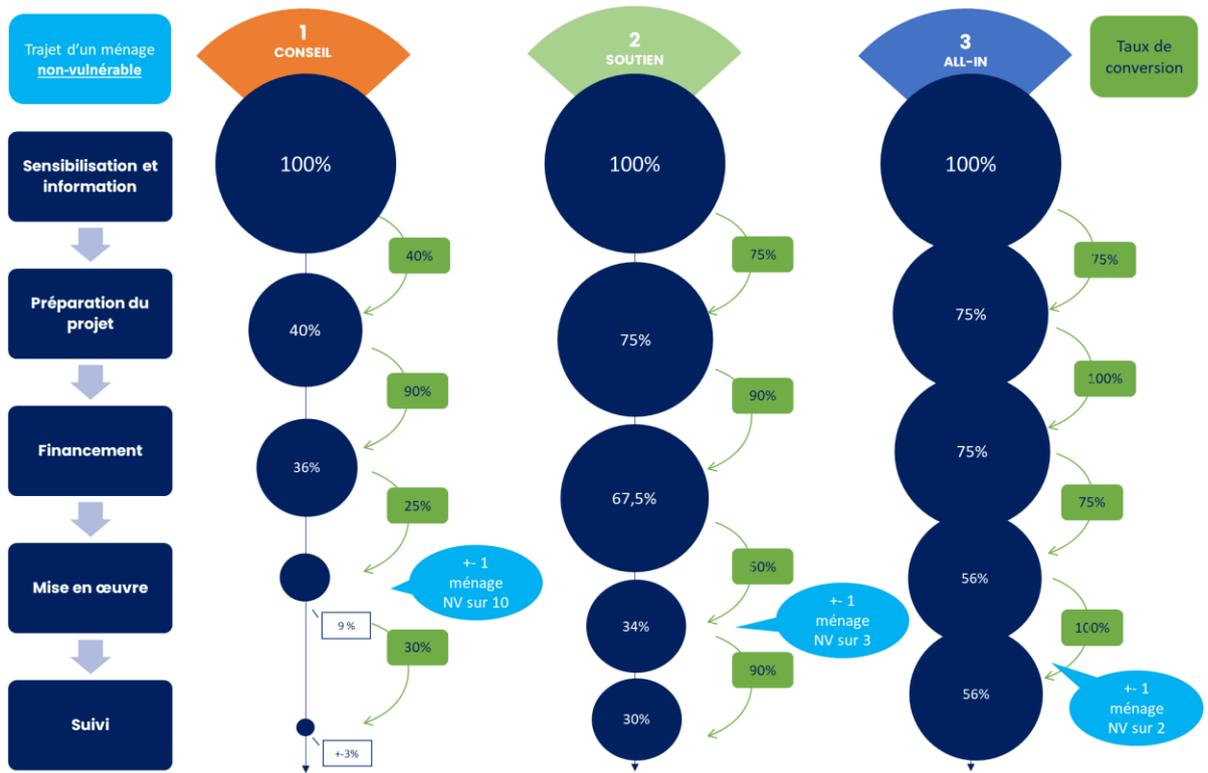 Trajet d'un ménage
non-vulnérable
1
CONSEIL
2
SOUTIEN
3
ALL-IN
Taux de
conversion
Sensibilisation et
information
100%
100%
100%
40%
75%
75%
Préparation du
projet
40%
75%
75%
90%
90%
100%
Financement
36%
67,5%
75%
25%
50%
75%
Mise en œuvre
+- 1
ménage
NV sur 10
9 %
34%
+- 1
ménage
NV sur 3
56%
30%
90%
100%
Suivi
+-3%
30%
56%
+- 1
ménage
NV sur 2